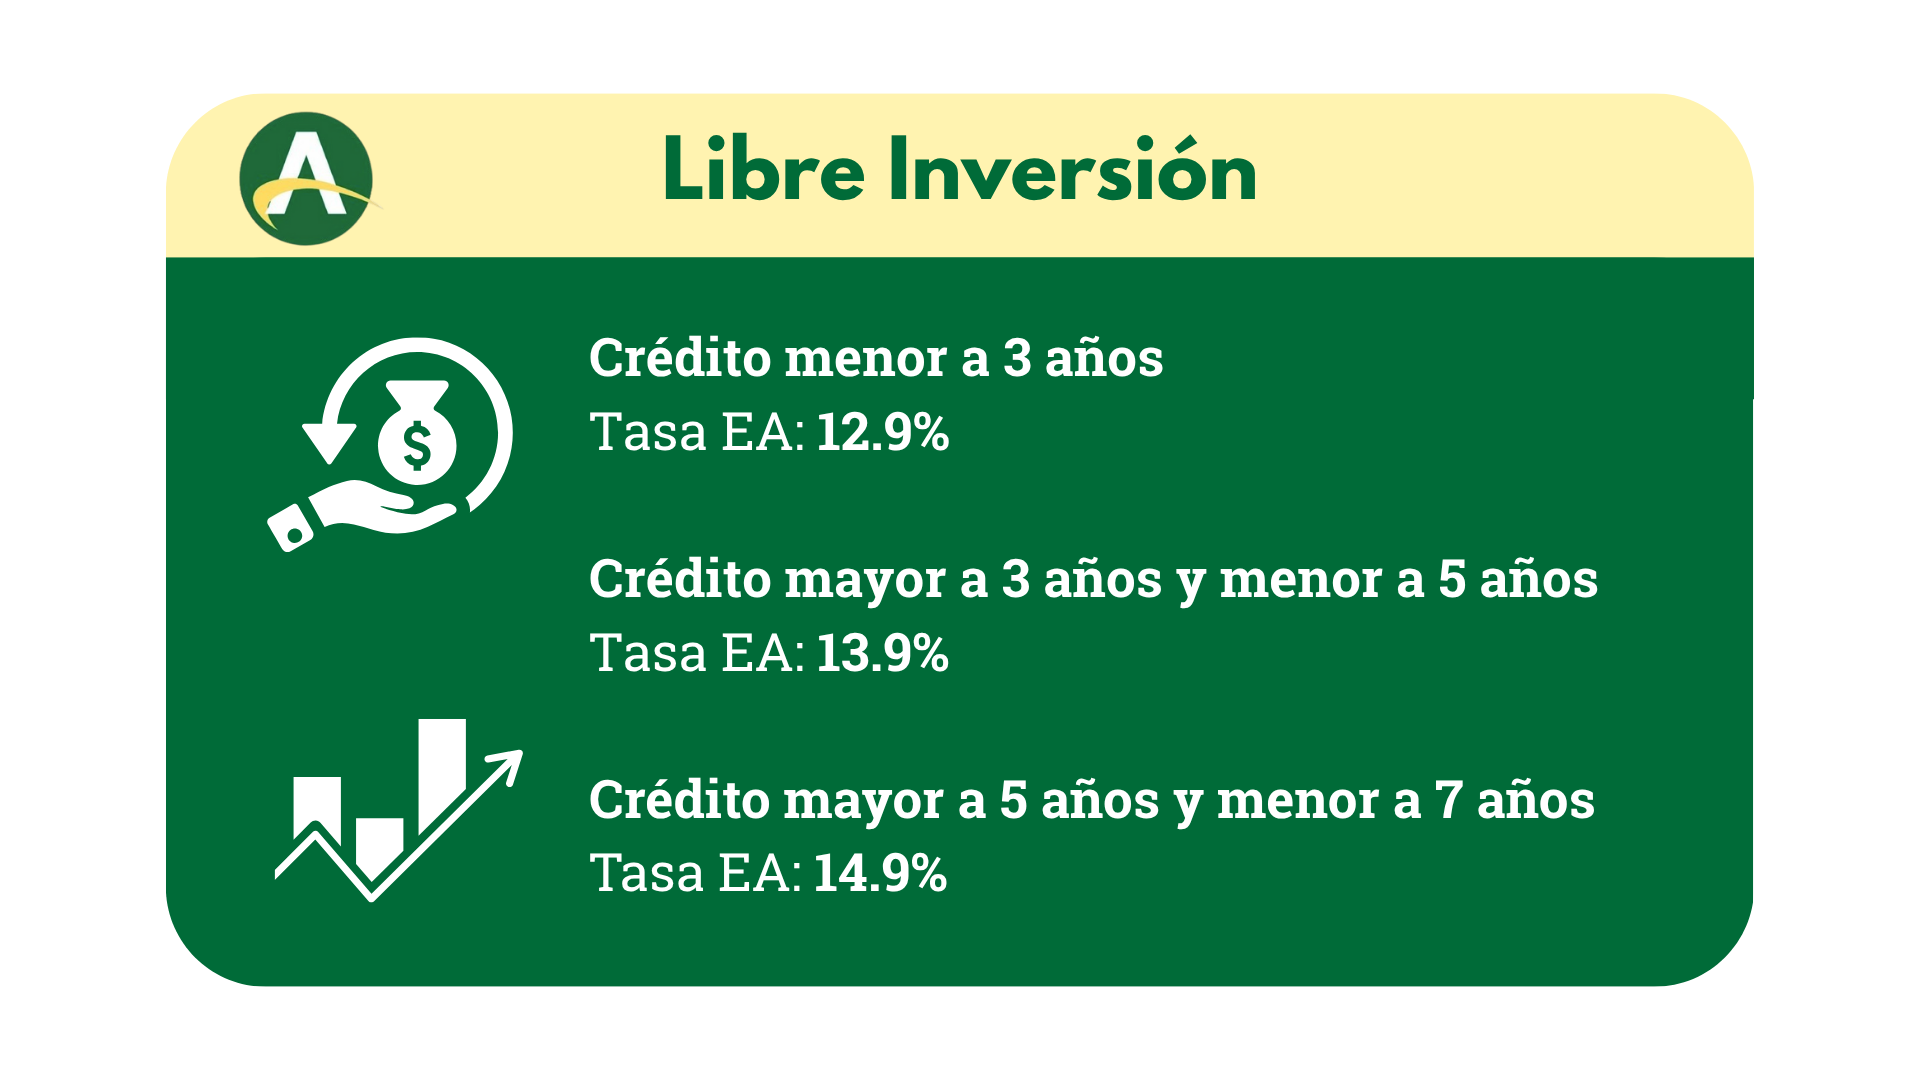 A
Libre Inversión
$
Crédito menor a 3 años
Tasa EA: 12.9%
Crédito mayor a 3 años y menor a 5 años
Tasa EA: 13.9%
Crédito mayor a 5 años y menor a 7 años
Tasa EA: 14.9%